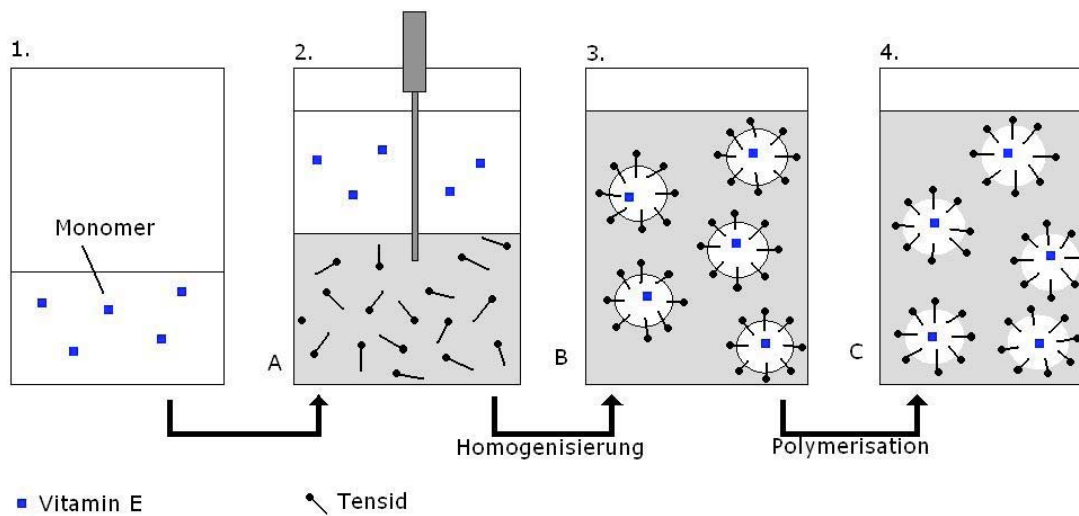 1.
2.
3.
4.
Monomer
A
B
C
Homogenisierung
Polymerisation
Vitamin E
Tensid